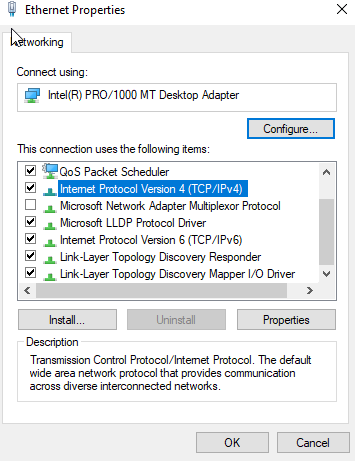 Ethernet Properties
Networking
Connect using:
Intel(R) PRO/1000 MT Desktop Adapter
Configure...
This connection uses the following items:
QoS Packet Scheduler
Internet Protocol Version 4 (TCP/IPv4)
Microsoft Network Adapter Multiplexor Protocol
Microsoft LLDP Protocol Driver
Internet Protocol Version 6 (TCP/IPv6)
Link-Layer Topology Discovery Responder
Link-Layer Topology Discovery Mapper I/O Driver
Install...
Uninstall
Properties
Description
Transmission Control Protocol/Internet Protocol. The default
wide area network protocol that provides communication
across diverse interconnected networks.
OK
Cancel